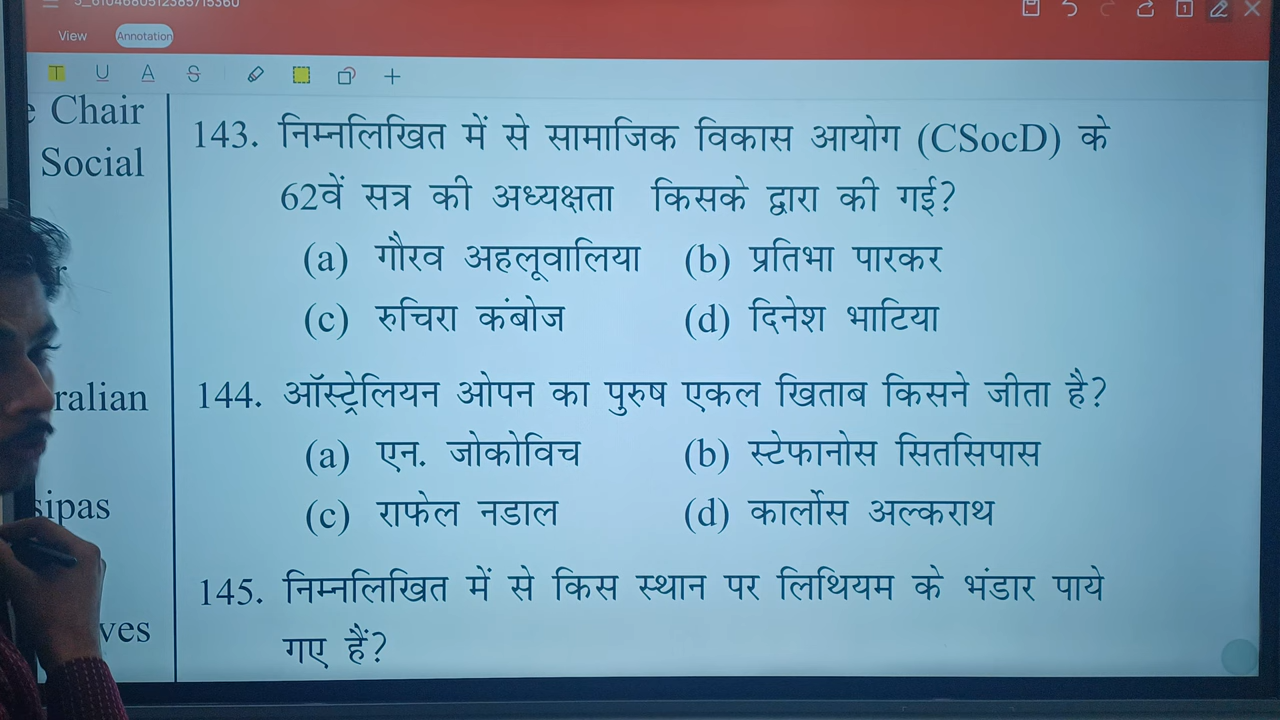 View
Annotation
T U A S
Chair
Social
ralian
sipas
ves
143. निम्नलिखित में से सामाजिक विकास आयोग (CSocD) के
62वें सत्र की अध्यक्षता किसके द्वारा की गई?
(a) गौरव अहलूवालिया (b) प्रतिभा पारकर
(c) रुचिरा कंबोज (d) दिनेश भाटिया
144. ऑस्ट्रेलियन ओपन का पुरुष एकल खिताब किसने जीता है?
(a) एन. जोकोविच (b) स्टेफानोस सितसिपास
(c) राफेल नडाल (d) कार्लोस अल्कराथ
145. निम्नलिखित में से किस स्थान पर लिथियम के भंडार पाये
गए हैं?